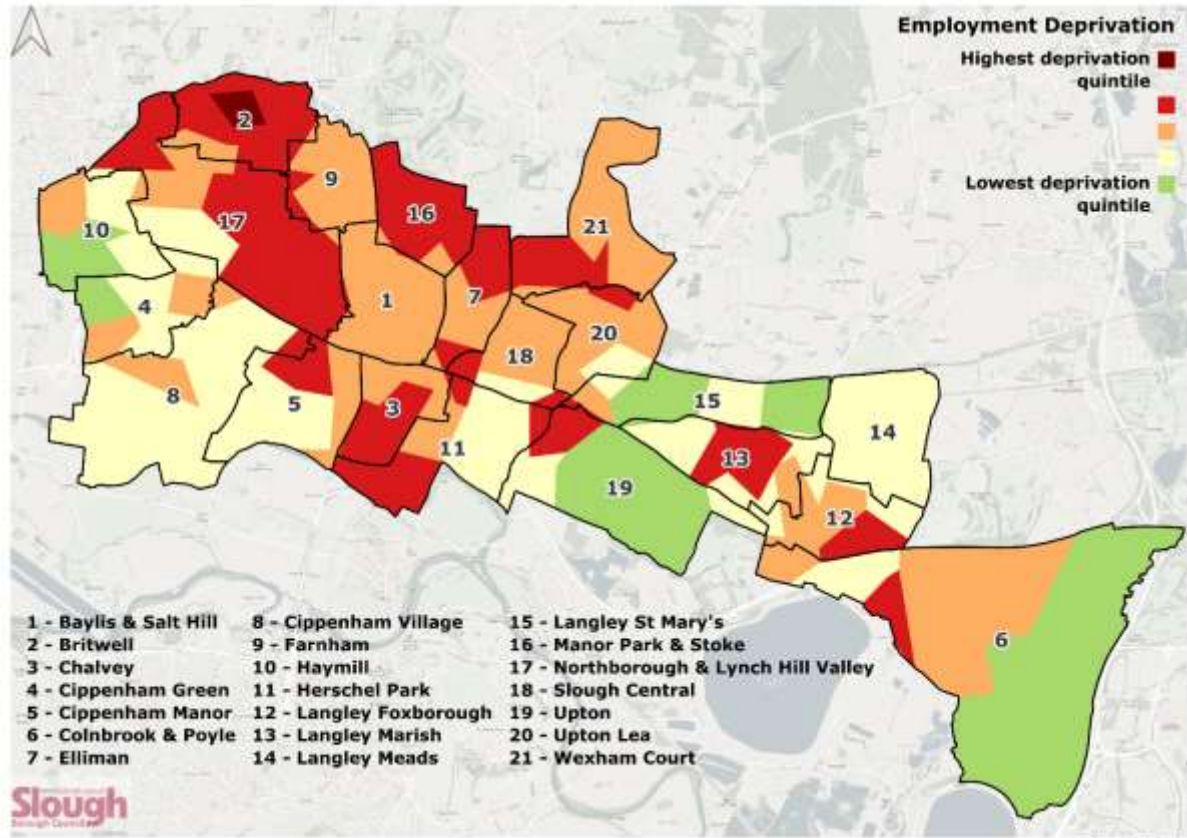 Employment Deprivation
Highest deprivation
quintile
Lowest deprivation
quintile
2
9
16
10
17
21
4
1
7
18
20
8
5
3
11
15
14
13
19
12
6
1 - Baylis & Salt Hill
2 - Britwell
3 - Chalvey
4 - Cippenham Green
5 - Cippenham Manor
6 - Colnbrook & Poyle
7 - Elliman
8 - Cippenham Village
9 - Farnham
10 - Haymill
11 - Herschel Park
12 - Langley Foxborough
13 - Langley Marish
14 - Langley Meads
15 - Langley St Mary's
16 - Manor Park & Stoke
17 - Northborough & Lynch Hill Valley
18 - Slough Central
19 - Upton
20 - Upton Lea
21 - Wexham Court
Slough
Borough Council